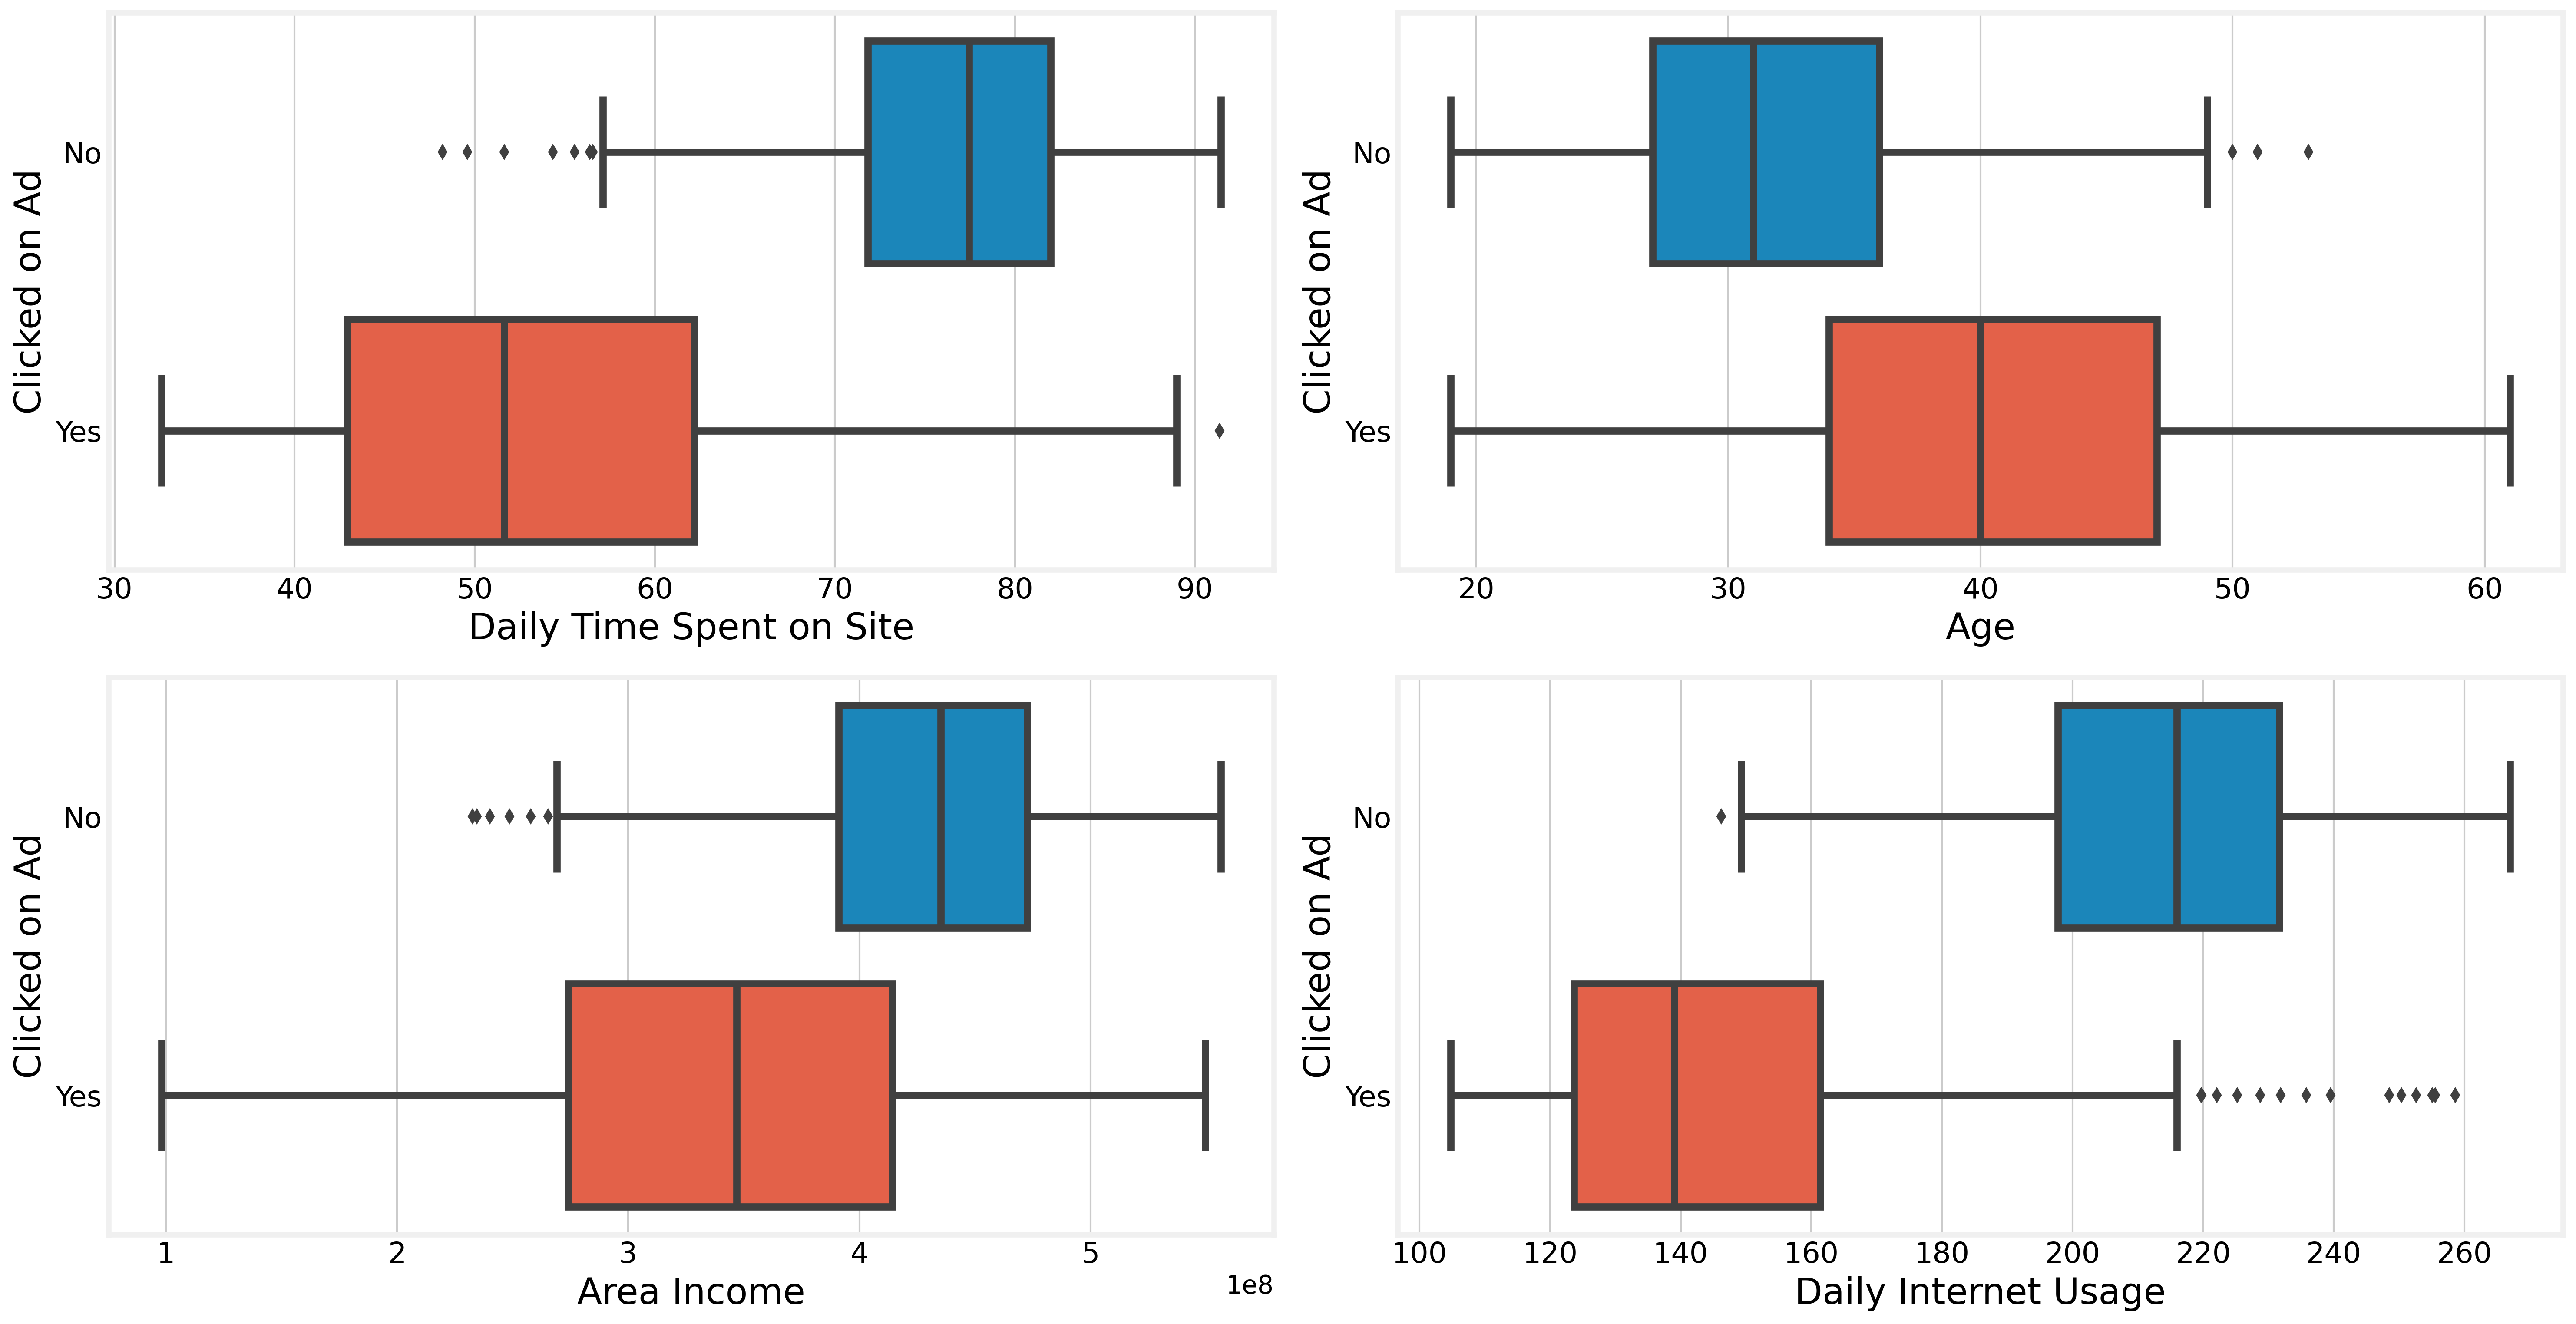 Clicked on Ad
No
Yes
30 40 50 60 70 80 90
Daily Time Spent on Site
Clicked on Ad
No
Yes
20 30 40 50 60
Age
Clicked on Ad
No
Yes
1 2 3 4 5
1e8
Area Income
Clicked on Ad
No
Yes
100 120 140 160 180 200 220 240 260
Daily Internet Usage